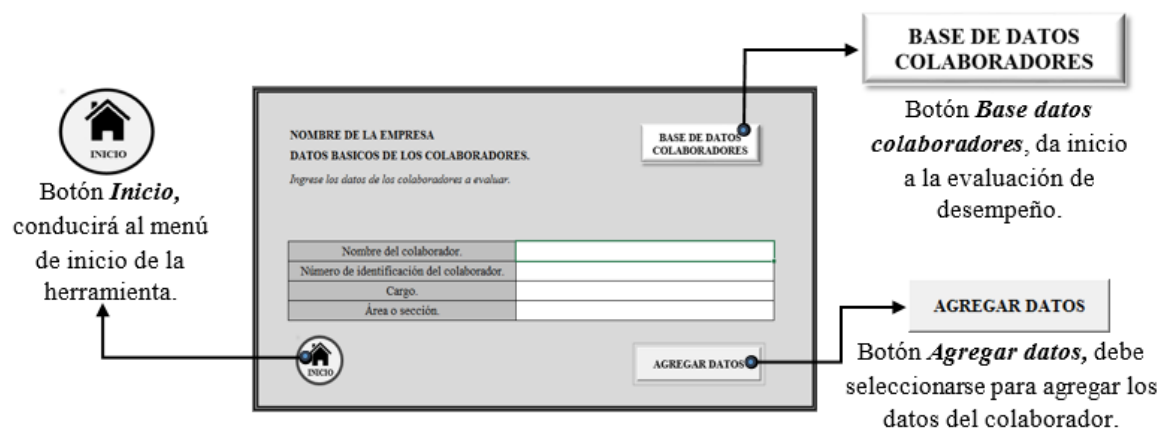 INICIO
Botón Inicio,
conducirá al menú
de inicio de la
herramienta.
NOMBRE DE LA EMPRESA
DATOS BASICOS DE LOS COLABORADORES.
Ingrese los datos de los colaboradores a evaluar.
BASE DE DATOS
COLABORADORES
Nombre del colaborador.
Número de identificación del colaborador.
Cargo.
Área o sección.
INICIO
AGREGAR DATOS
BASE DE DATOS
COLABORADORES
Botón Base datos
colaboradores, da inicio
a la evaluación de
desempeño.
AGREGAR DATOS
Botón Agregar datos, debe
seleccionarse para agregar los
datos del colaborador.